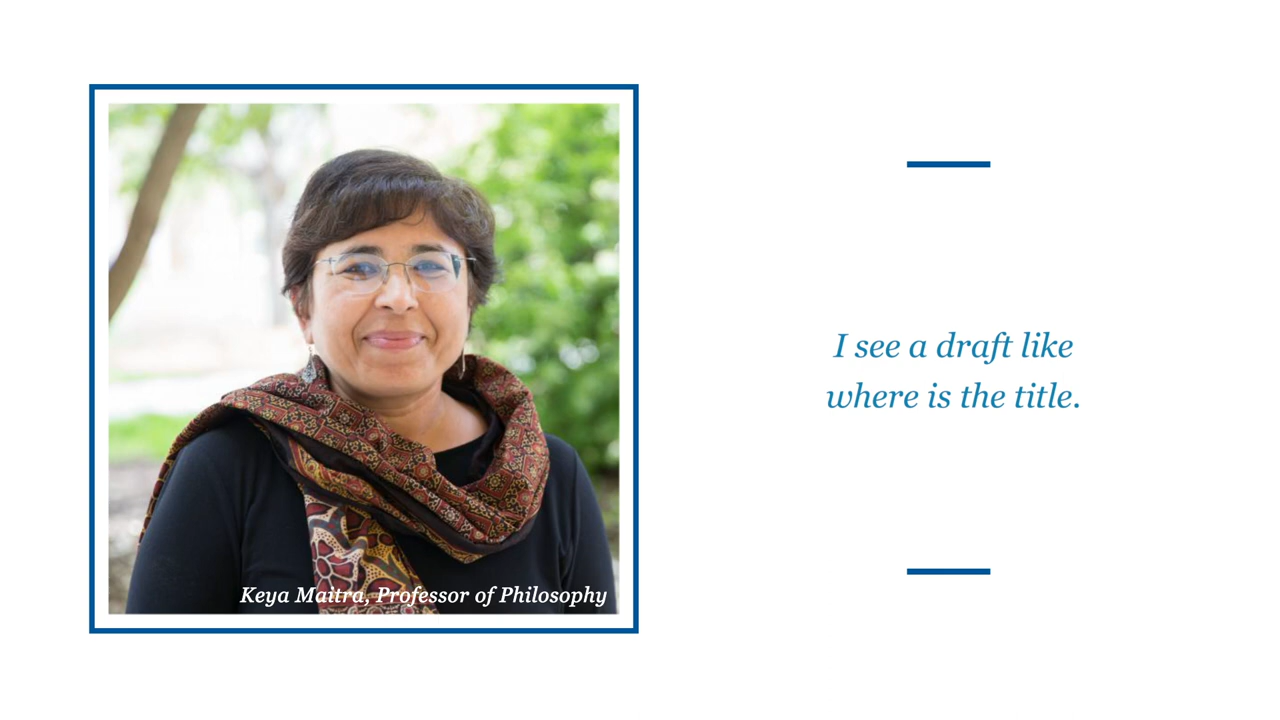 Keya Maitra, Professor of Philosophy
I see a draft like
where is the title.